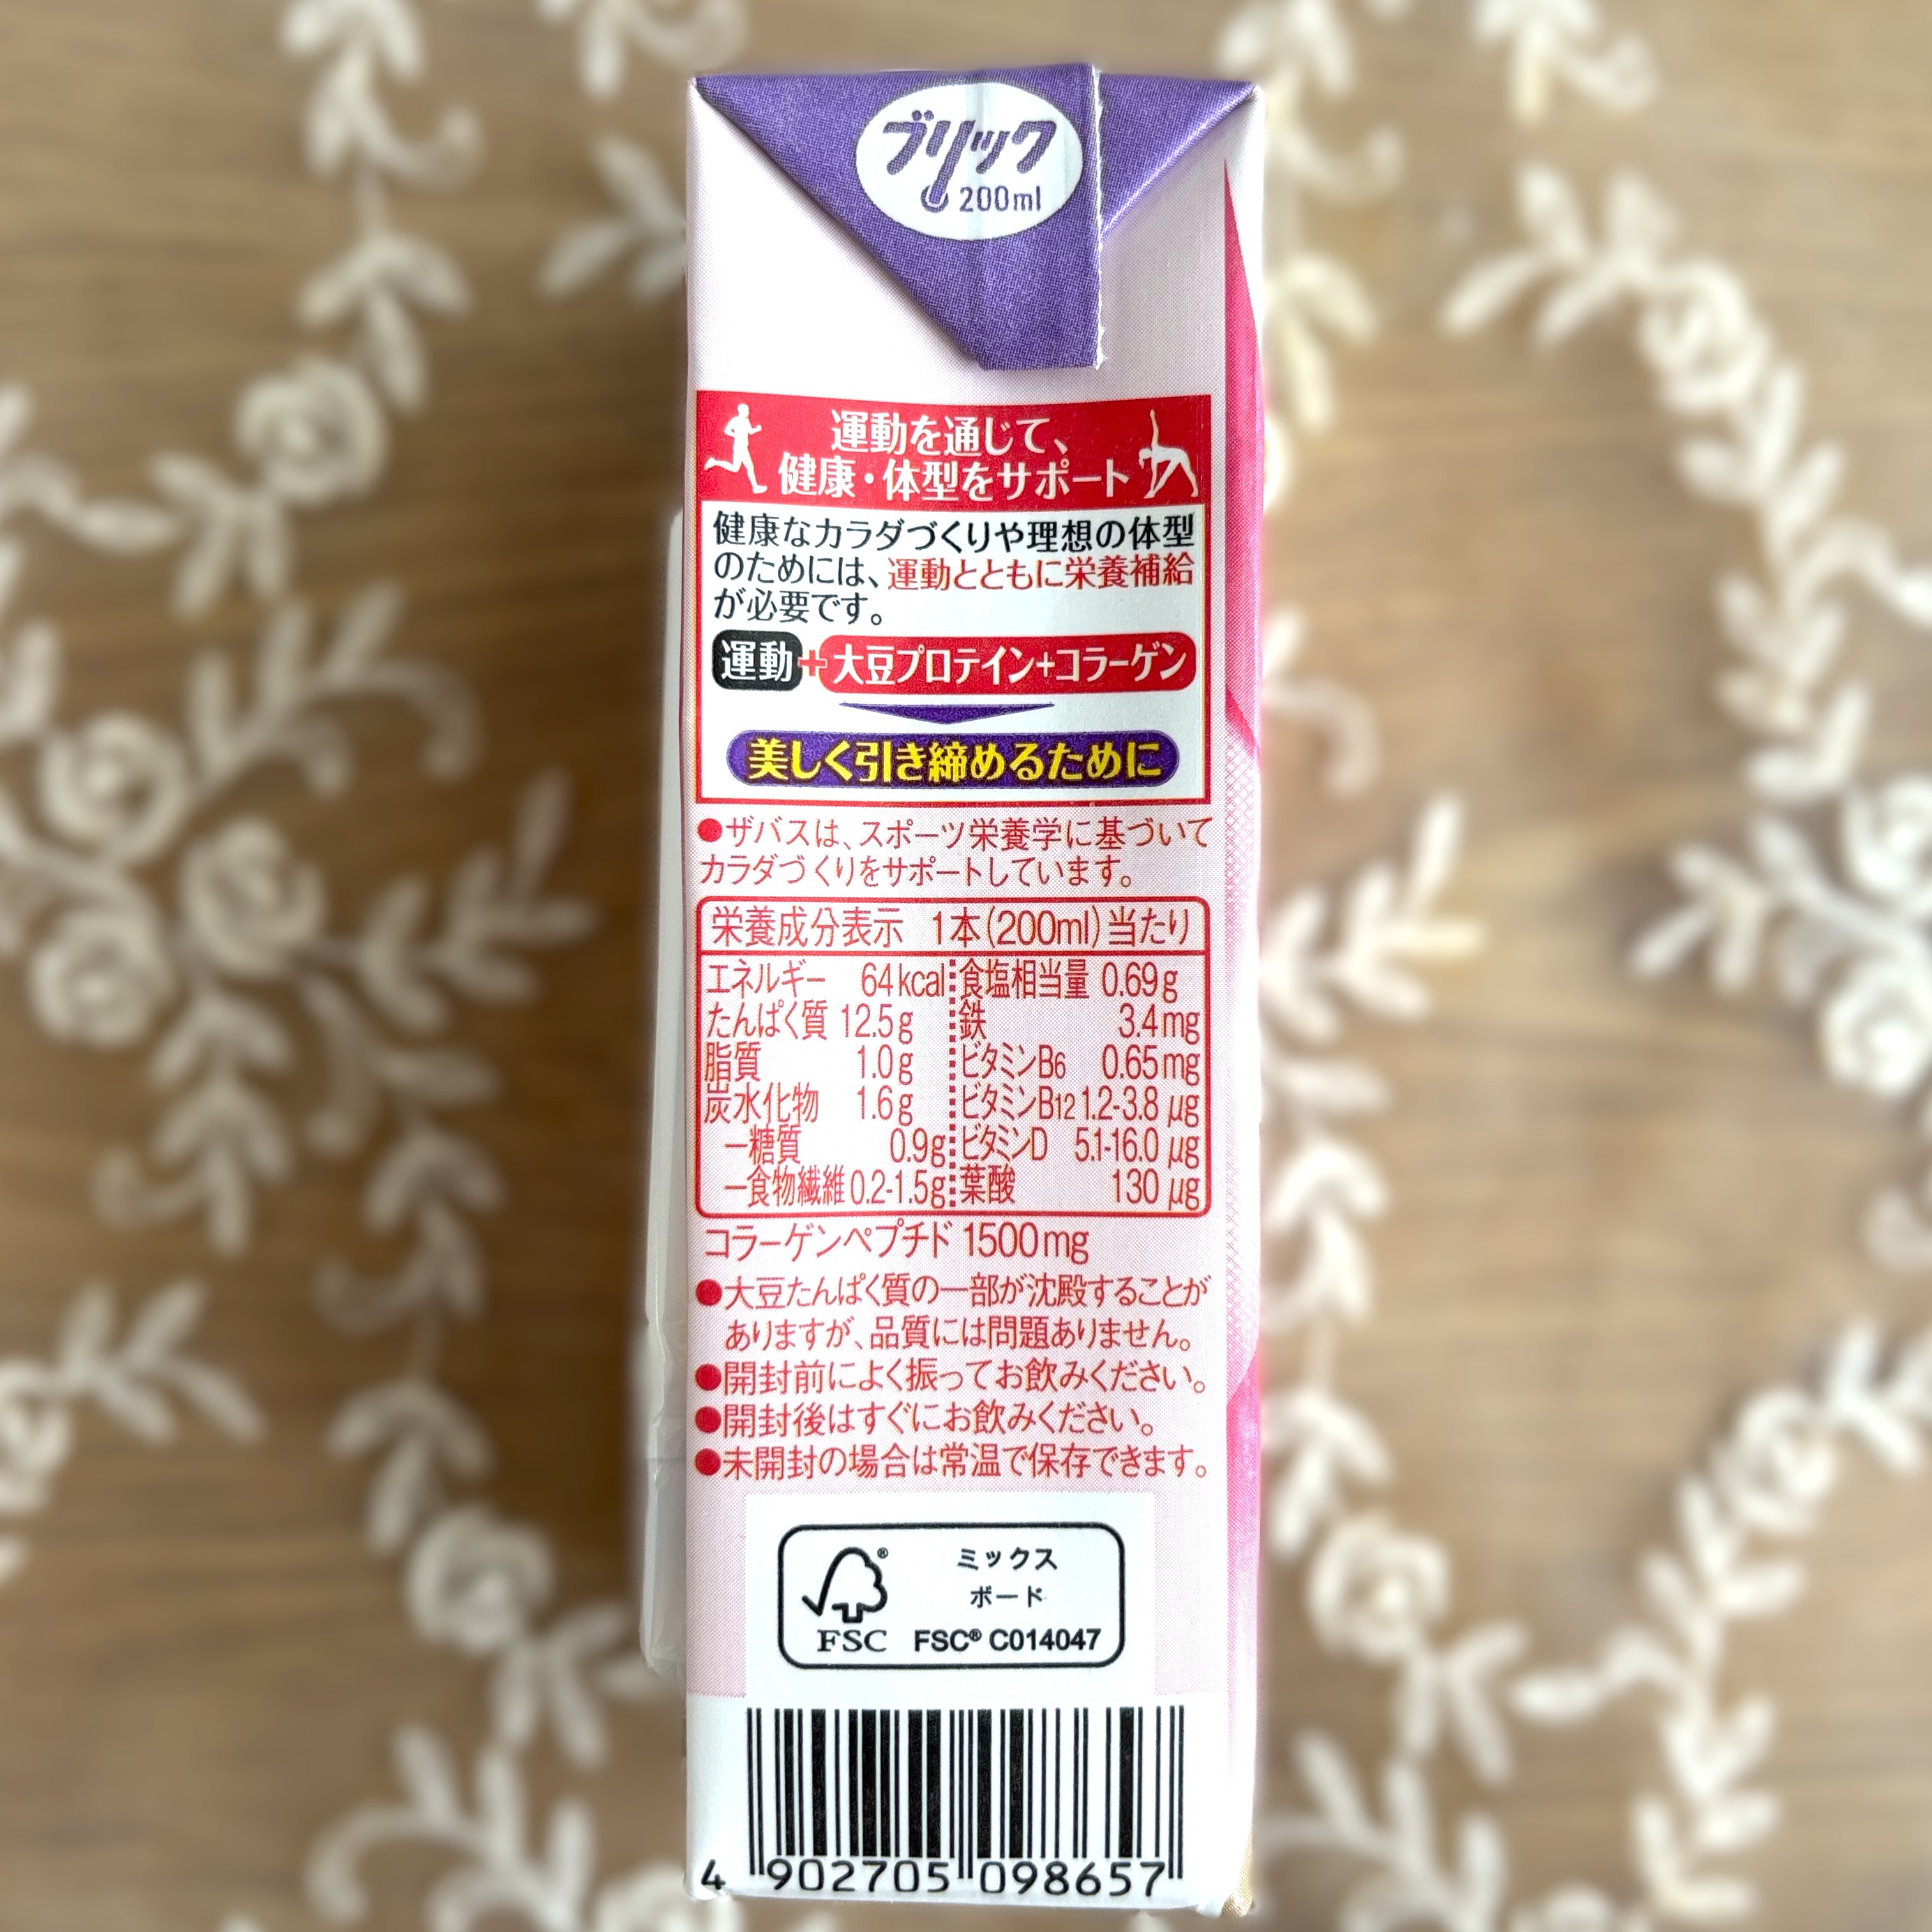 ブリック
200ml
運動を通じて、
健康・体型をサポート
健康なカラダづくりや理想の体型
のためには、運動とともに栄養補給
が必要です。
運動+大豆プロテイン+コラーゲン
美しく引き締めるために
●ザバスは、スポーツ栄養学に基づいて
カラダづくりをサポートしています。
栄養成分表示 1本(200ml)当たり
エネルギー 64kcal 食塩相当量 0.69g
たんぱく質 12.5g 鉄 3.4mg
脂質 1.0g ビタミンB6 0.65mg
炭水化物 1.6g ビタミンB12 1.2-3.8μg
−糖質 0.9g ビタミンD 5.1-16.0μg
−食物繊維 0.2-1.5g 葉酸 130μg
コラーゲンペプチド 1500mg
●大豆たんぱく質の一部が沈殿することが
ありますが、品質には問題ありません。
●開封前によく振ってお飲みください。
●開封後はすぐにお飲みください。
●未開封の場合は常温で保存できます。
®
ミックス
ボード
FSC FSC® C014047
4 902705 098657